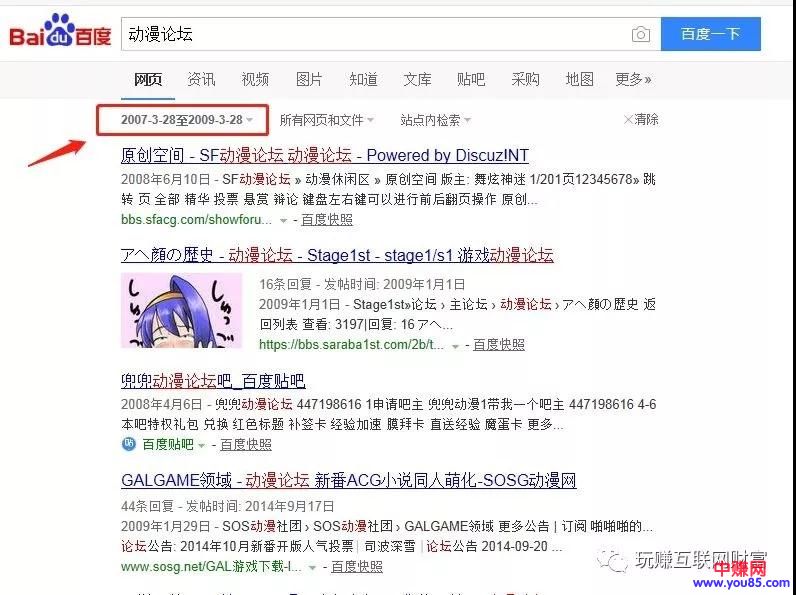 Bai du 百度
动漫论坛
百度一下
网页 资讯 视频 图片 知道 文库 贴吧 采购 地图 更多»
2007-3-28至2009-3-28 所有网页和文件 站点内检索 ×清除
原创空间 - SF动漫论坛 动漫论坛 - Powered by Discuz!NT
2008年6月10日 - SF动漫论坛 » 动漫休闲区 » 原创空间 版主: 舞炫神迷 1/201页12345678» 跳
转 页 全部 精华 投票 悬赏 辩论 键盘左右键可以进行前后翻页操作 原创...
bbs.sfacg.com/showforu... - 百度快照
アヘ顔の歴史 - 动漫论坛 - Stage1st - stage1/s1 游戏动漫论坛
16条回复 - 发帖时间: 2009年1月1日
2009年1月1日 - Stage1st»论坛 › 主论坛 › 动漫论坛 › アヘ顔の歴史 返
回列表 查看: 3197|回复: 16 アヘ...
https://bbs.saraba1st.com/2b/t... - 百度快照
兜兜动漫论坛吧_百度贴吧
2008年4月6日 - 兜兜动漫论坛 447198616 1申请吧主 兜兜动漫1带我一个吧主 447198616 4-6
本吧特权礼包 兑换 红色标题 补签卡 经验加速 膜拜卡 直送经验 魔蛋卡 更多...
百度贴吧 - 百度快照
GALGAME领域 - 动漫论坛 新番ACG小说同人萌化-SOSG动漫网
44条回复 - 发帖时间: 2014年9月17日
2009年1月29日 - SOS动漫社团 › SOS动漫社团 › GALGAME领域 更多公告 | 订阅 啪啪啪的...
论坛公告: 2014年10月新番开版人气投票 | 司波深雪 | 论坛公告 2014-09-20 ...
www.sosg.net/GAL游戏下载-l... - 百度快照
玩赚互联网财富
中赚网
www.you85.com